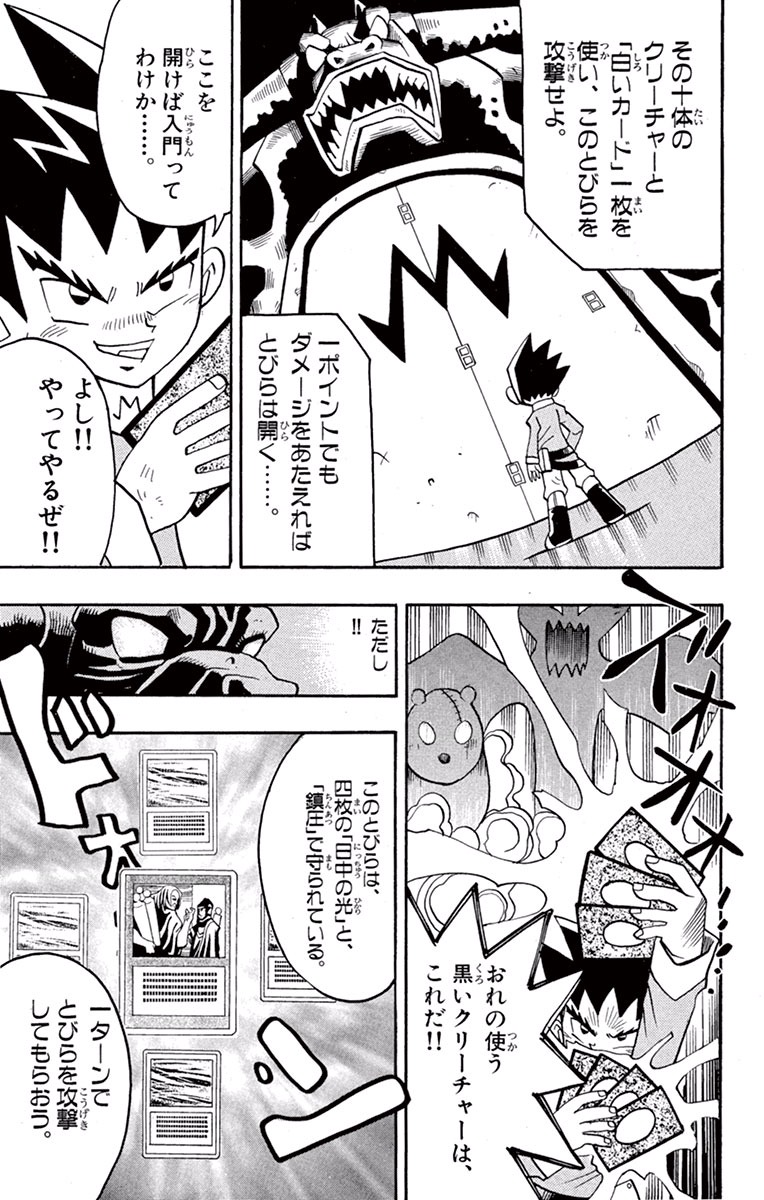 その十体の
クリーチャーと
「白いカード」一枚を
使い、このとびらを
攻撃せよ。
一ポイントでも
ダメージをあたえれば
とびらは開く……。
ここを
開けば入門って
わけか……。
よし!!
やってやるぜ!!
ズオオオオ
おれの使う
黒いクリーチャーは、
これだ!!
ただし
!!
このとびらは、
四枚の「日中の光」と、
「鎮圧」で守られている。
一ターンで
とびらを攻撃
してもらおう。
ドォーン